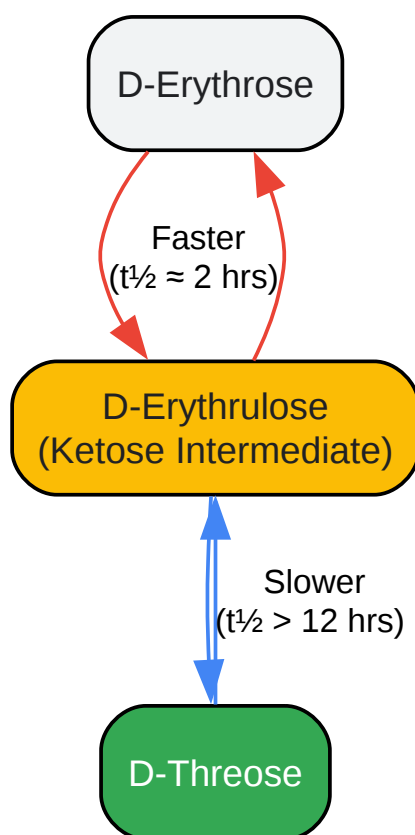 D-Erythrose
Faster
(t½ ≈ 2 hrs)
D-Erythrulose
(Ketose Intermediate)
Slower
(t½ > 12 hrs)
D-Threose